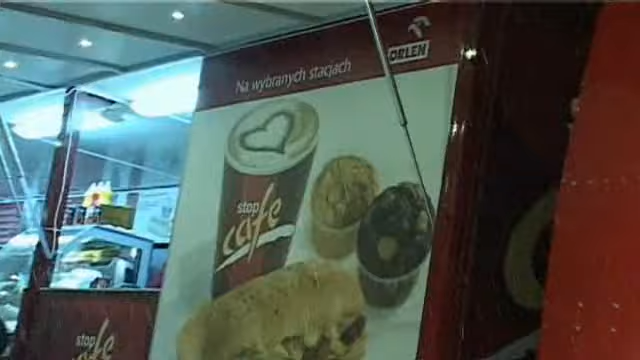 ORLEN
Na wybranych stacjach
stop
cafe
stop
cafe